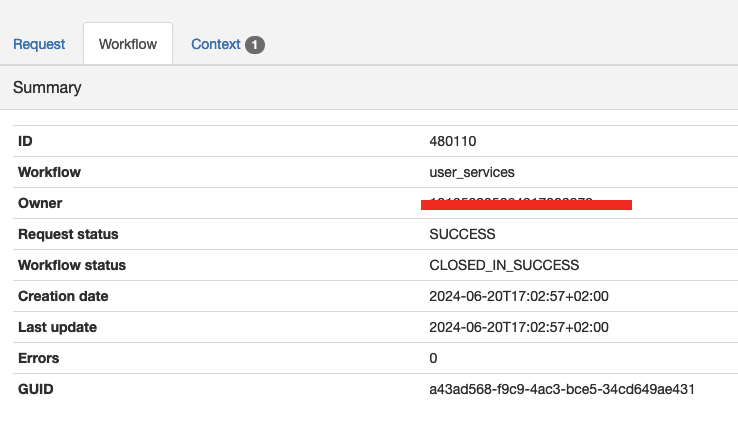 Request Workflow Context 1
Summary
ID 480110
Workflow user_services
Owner
Request status SUCCESS
Workflow status CLOSED_IN_SUCCESS
Creation date 2024-06-20T17:02:57+02:00
Last update 2024-06-20T17:02:57+02:00
Errors 0
GUID a43ad568-f9c9-4ac3-bce5-34cd649ae431